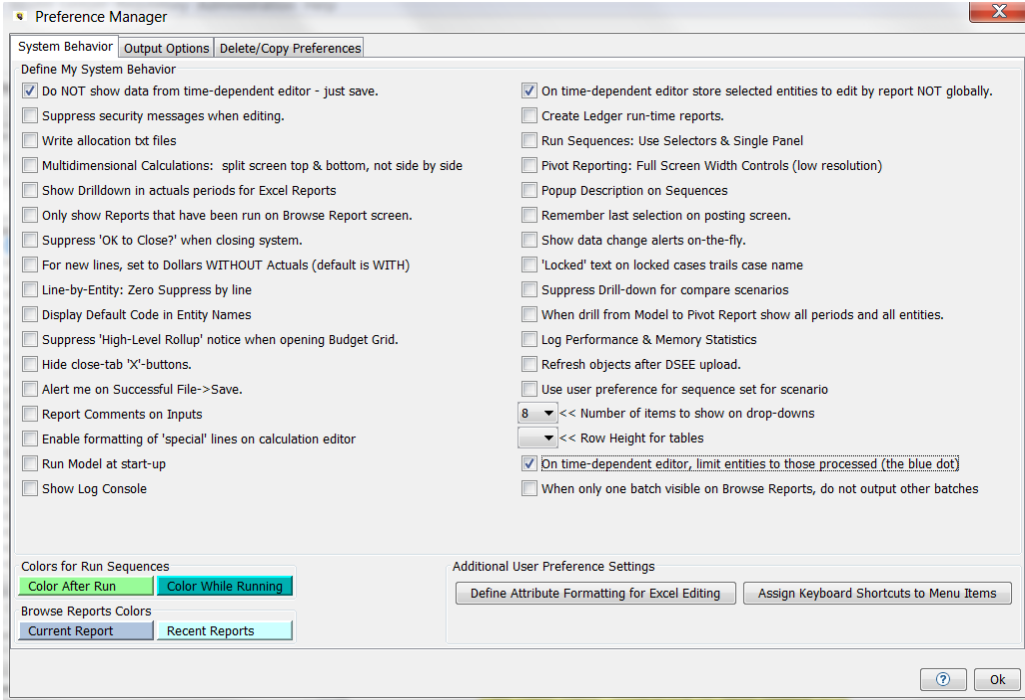 Preference Manager
System Behavior
Output Options
Delete/Copy Preferences
Define My System Behavior
Do NOT show data from time-dependent editor - just save.
Suppress security messages when editing.
Write allocation txt files
Multidimensional Calculations: split screen top & bottom, not side by side
Show Drilldown in actuals periods for Excel Reports
Only show Reports that have been run on Browse Report screen.
Suppress 'OK to Close?' when closing system.
For new lines, set to Dollars WITHOUT Actuals (default is WITH)
Line-by-Entity: Zero Suppress by line
Display Default Code in Entity Names
Suppress 'High-Level Rollup' notice when opening Budget Grid.
Hide close-tab 'X'-buttons.
Alert me on Successful File->Save.
Report Comments on Inputs
Enable formatting of 'special' lines on calculation editor
Run Model at start-up
Show Log Console
On time-dependent editor store selected entities to edit by report NOT globally.
Create Ledger run-time reports.
Run Sequences: Use Selectors & Single Panel
Pivot Reporting: Full Screen Width Controls (low resolution)
Popup Description on Sequences
Remember last selection on posting screen.
Show data change alerts on-the-fly.
'Locked' text on locked cases trails case name
Suppress Drill-down for compare scenarios
When drill from Model to Pivot Report show all periods and all entities.
Log Performance & Memory Statistics
Refresh objects after DSEE upload.
Use user preference for sequence set for scenario
8 << Number of items to show on drop-downs
<< Row Height for tables
On time-dependent editor, limit entities to those processed (the blue dot)
When only one batch visible on Browse Reports, do not output other batches
Colors for Run Sequences
Color After Run
Color While Running
Browse Reports Colors
Current Report
Recent Reports
Additional User Preference Settings
Define Attribute Formatting for Excel Editing
Assign Keyboard Shortcuts to Menu Items
?
Ok